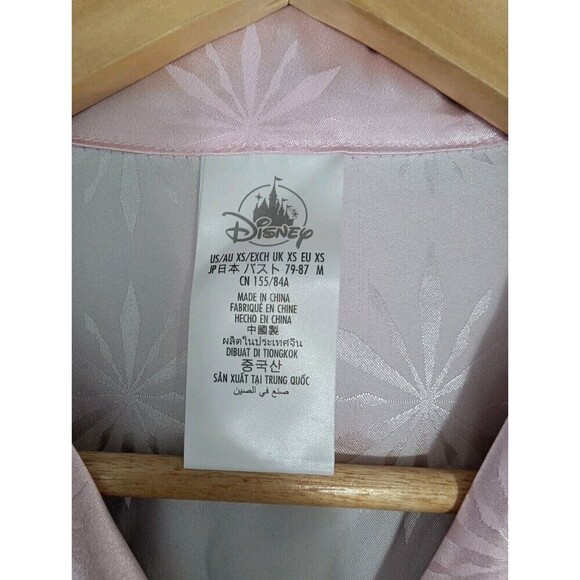 Disney
US/AU XS/EXCH UK XS EU XS
JP日本 バスト 79-87 M
CN 155/84A
MADE IN CHINA
FABRIQUÉ EN CHINE
HECHO EN CHINA
中國製
ผลิตในประเทศจีน
DIBUAT DI TIONGKOK
중국산
SẢN XUẤT TẠI TRUNG QUỐC
صنع في الصين